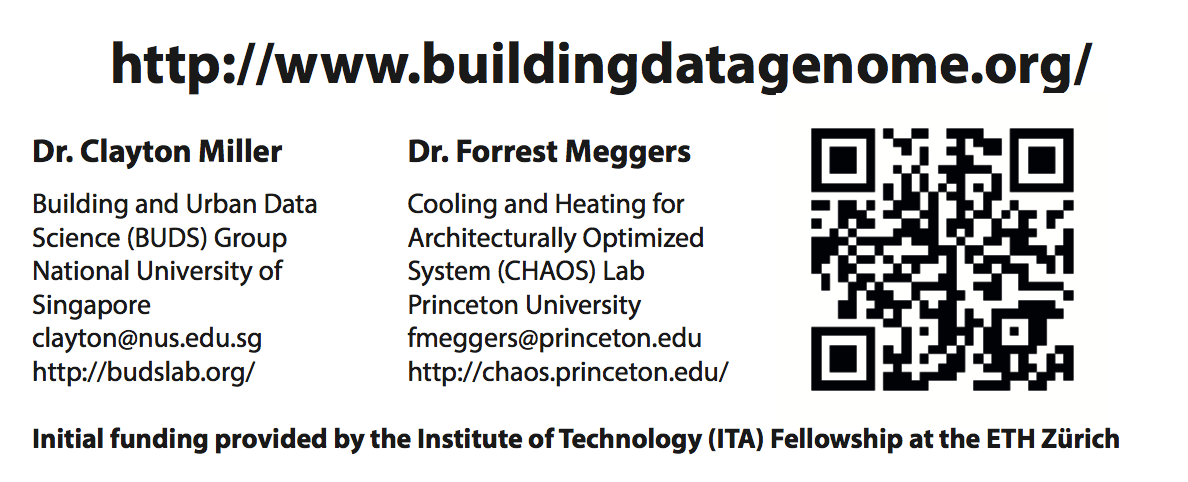 http://www.buildingdatagenome.org/
Dr. Clayton Miller
Building and Urban Data
Science (BUDS) Group
National University of
Singapore
clayton@nus.edu.sg
http://budslab.org/
Dr. Forrest Meggers
Cooling and Heating for
Architecturally Optimized
System (CHAOS) Lab
Princeton University
fmeggers@princeton.edu
http://chaos.princeton.edu/
Initial funding provided by the Institute of Technology (ITA) Fellowship at the ETH Zürich